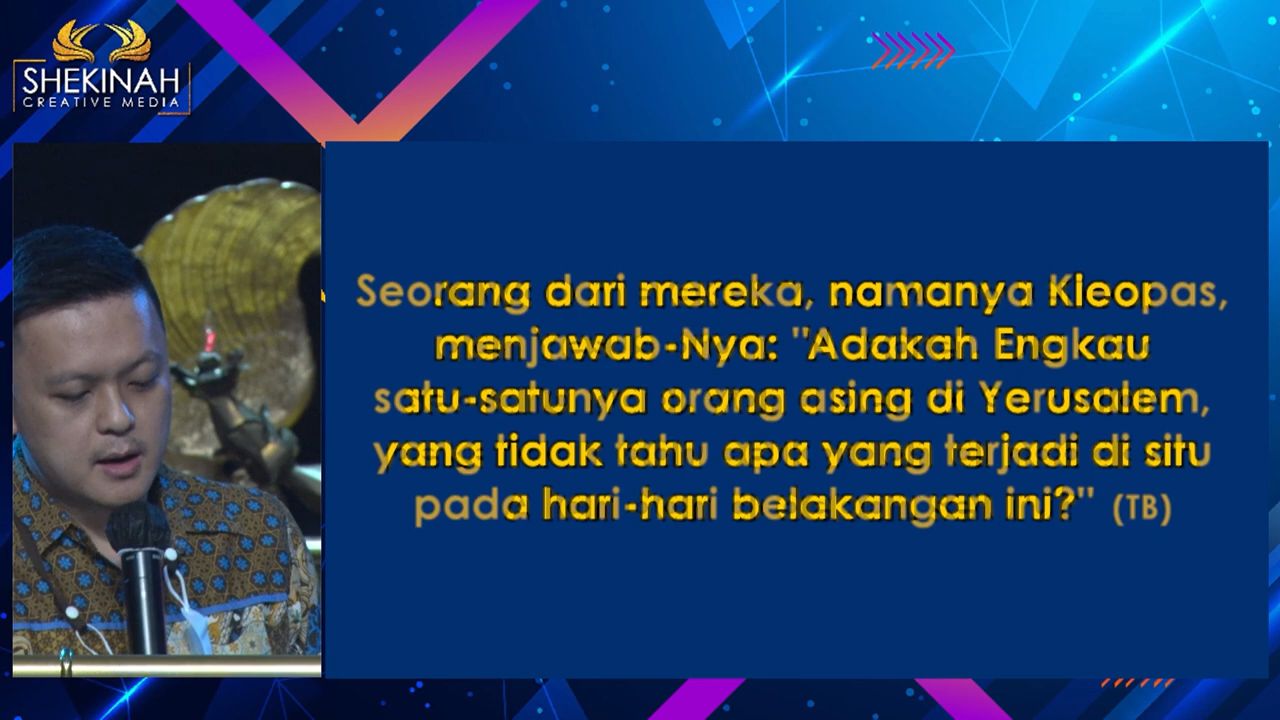 SHEKINAH
CREATIVE MEDIA
Seorang dari mereka, namanya Kleopas,
menjawab-Nya: "Adakah Engkau
satu-satunya orang asing di Yerusalem,
yang tidak tahu apa yang terjadi di situ
pada hari-hari belakangan ini?" (TB)